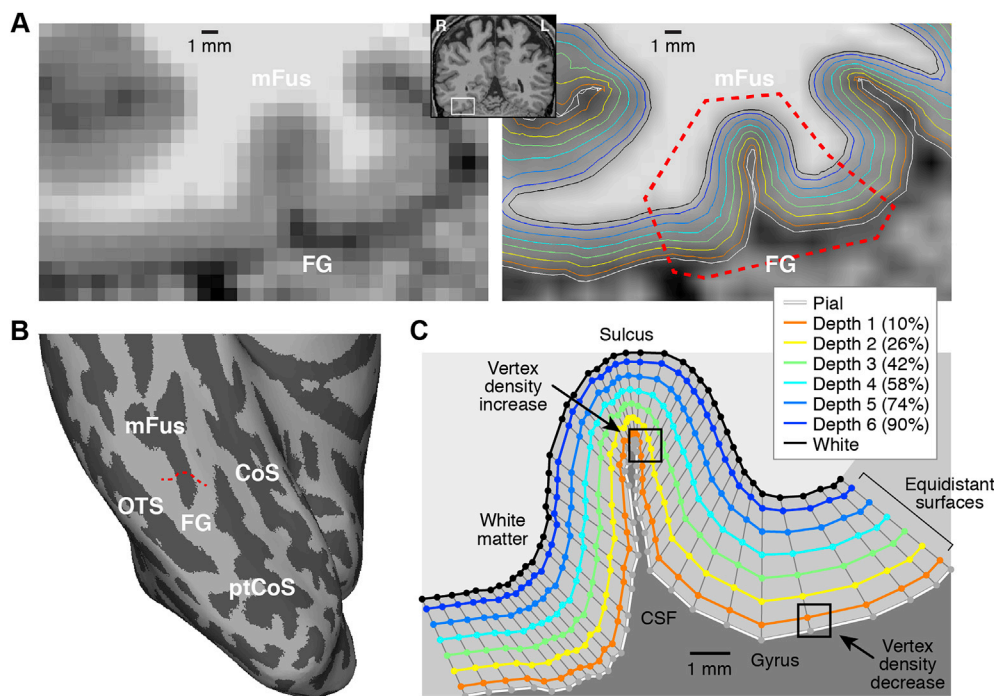 A
1 mm
mFus
FG
R L
1 mm
mFus
FG
B
mFus
CoS
OTS
FG
ptCoS
C
Sulcus
Vertex
density
increase
White
matter
CSF
Gyrus
1 mm
Vertex
density
decrease
Equidistant
surfaces
Pial
Depth 1 (10%)
Depth 2 (26%)
Depth 3 (42%)
Depth 4 (58%)
Depth 5 (74%)
Depth 6 (90%)
White